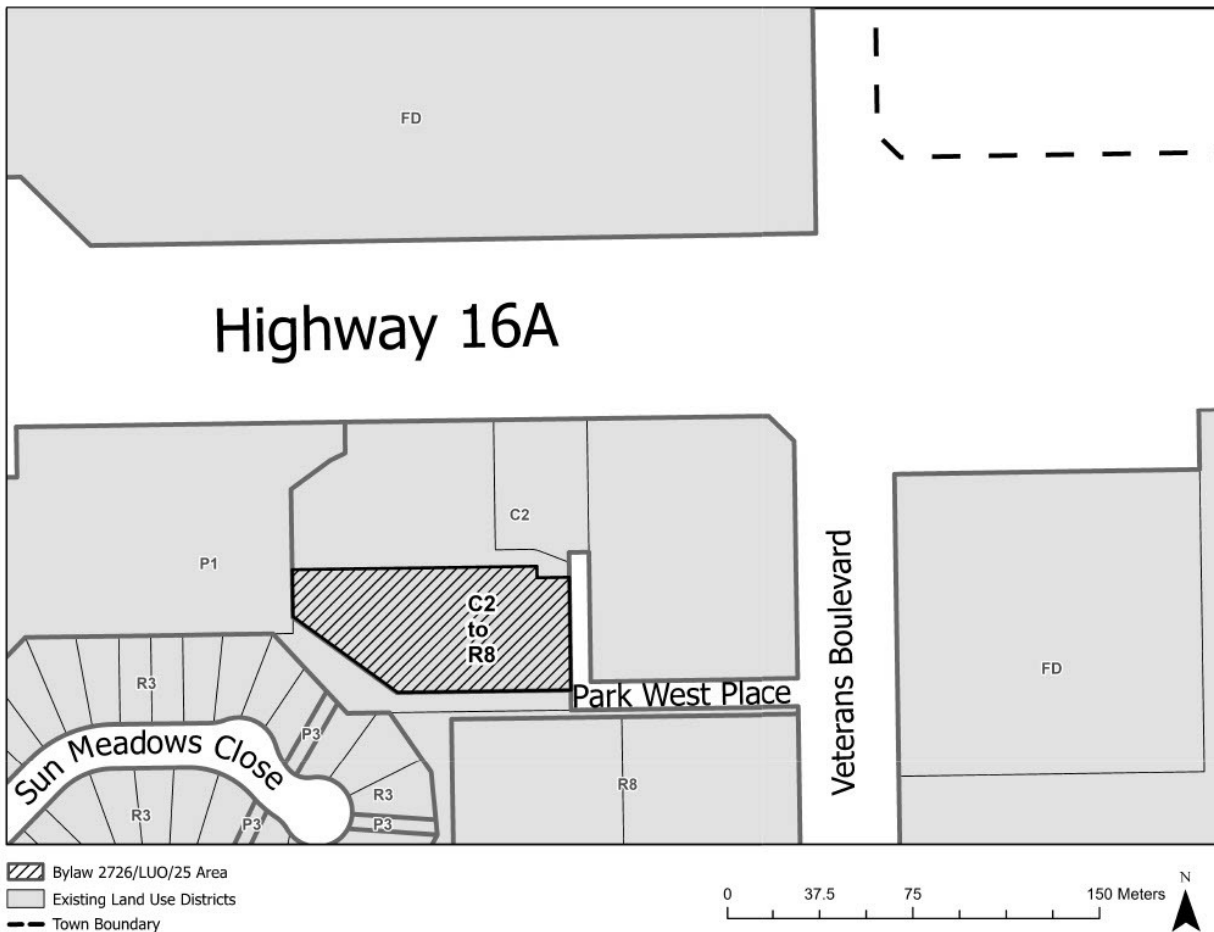 FD
Highway 16A
C2
P1
C2
to
R8
Veterans Boulevard
FD
Park West Place
R3
P3
Sun Meadows Close
R3
P3
R3
P3
R8
Bylaw 2726/LUO/25 Area
Existing Land Use Districts
Town Boundary
0 37.5 75 150 Meters
N